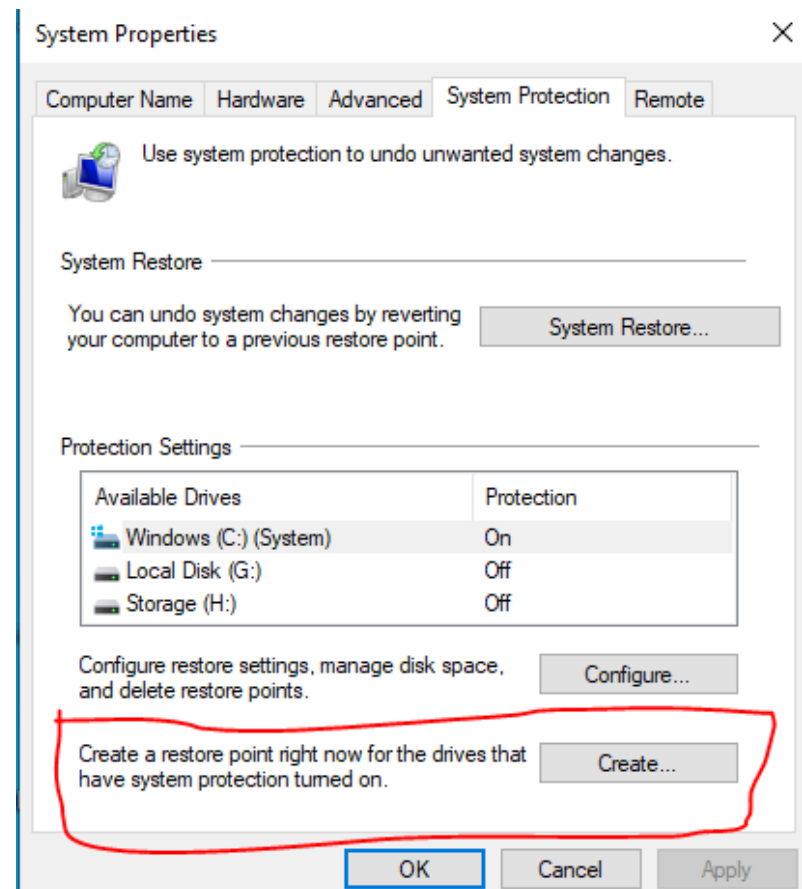 System Properties
Computer Name Hardware Advanced System Protection Remote
Use system protection to undo unwanted system changes.
System Restore
You can undo system changes by reverting
your computer to a previous restore point.
System Restore...
Protection Settings
Available Drives Protection
Windows (C:) (System) On
Local Disk (G:) Off
Storage (H:) Off
Configure restore settings, manage disk space,
and delete restore points.
Configure...
Create a restore point right now for the drives that
have system protection turned on.
Create...
OK Cancel Apply